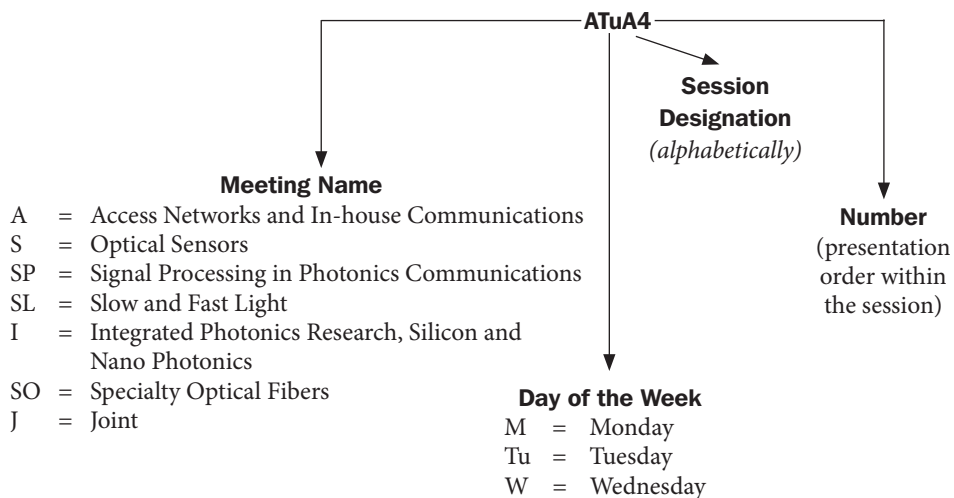 ATuA4
Session
Designation
(alphabetically)
Meeting Name
A = Access Networks and In-house Communications
S = Optical Sensors
SP = Signal Processing in Photonics Communications
SL = Slow and Fast Light
I = Integrated Photonics Research, Silicon and
Nano Photonics
SO = Specialty Optical Fibers
J = Joint
Number
(presentation
order within
the session)
Day of the Week
M = Monday
Tu = Tuesday
W = Wednesday